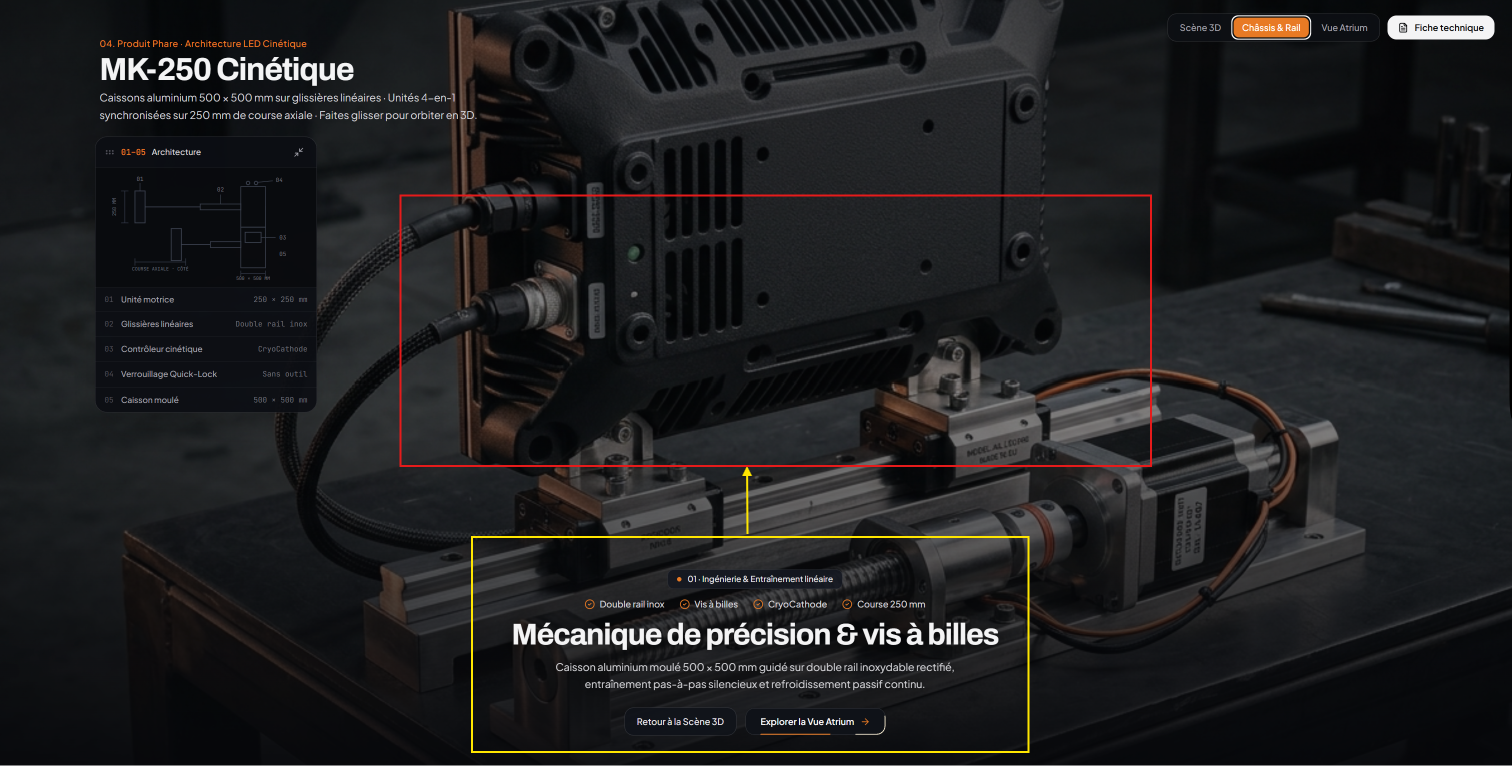 04. Produit Phare · Architecture LED Cinétique
MK-250 Cinétique
Caissons aluminium 500 × 500 mm sur glissières linéaires · Unités 4-en-1
synchronisées sur 250 mm de course axiale · Faites glisser pour orbiter en 3D.
Scène 3D
Châssis & Rail
Vue Atrium
Fiche technique
01-05 Architecture
01
02
04
250 MM
03
05
COURSE AXIALE · CÔTÉ
500 × 500 MM
01 Unité motrice 250 × 250 mm
02 Glissières linéaires Double rail inox
03 Contrôleur cinétique CryoCathode
04 Verrouillage Quick-Lock Sans outil
05 Caisson moulé 500 × 500 mm
01 · Ingénierie & Entraînement linéaire
Double rail inox
Vis à billes
CryoCathode
Course 250 mm
Mécanique de précision & vis à billes
Caisson aluminium moulé 500 × 500 mm guidé sur double rail inoxydable rectifié,
entraînement pas-à-pas silencieux et refroidissement passif continu.
Retour à la Scène 3D
Explorer la Vue Atrium →